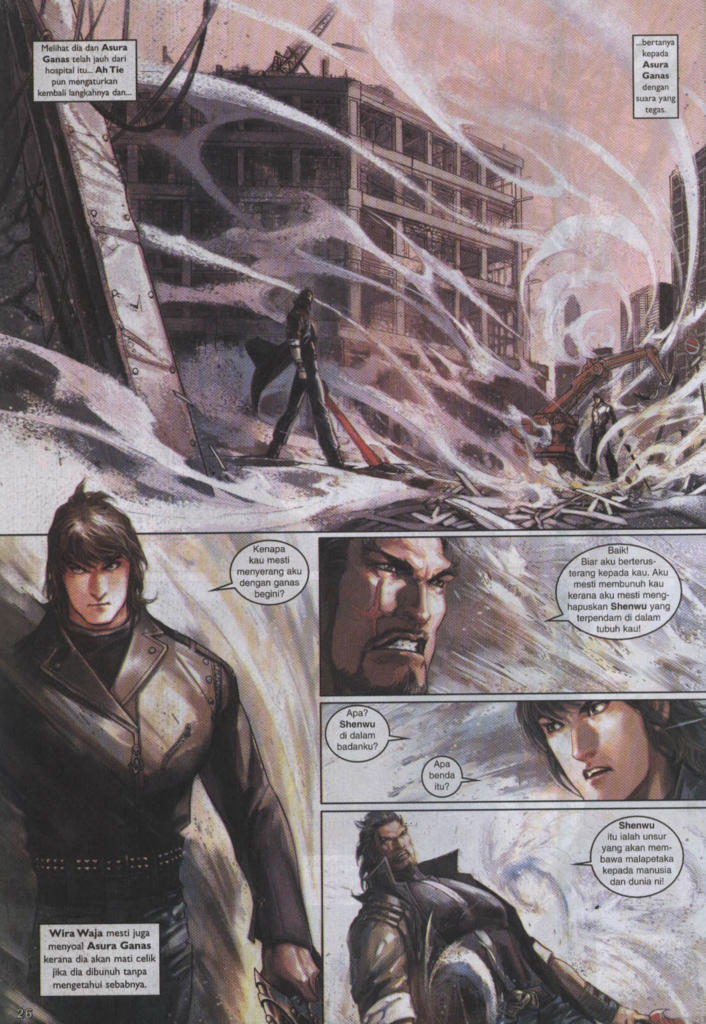 Melihat dia dan Asura
Ganas telah jauh dari
hospital itu... Ah Tie
pun mengaturkan
kembali langkahnya dan...
...bertanya
kepada
Asura
Ganas
dengan
suara yang
tegas.
Kenapa
kau mesti
menyerang aku
dengan ganas
begini?
Baik!
Biar aku berterus-
terang kepada kau. Aku
mesti membunuh kau
kerana aku mesti meng-
hapuskan Shenwu yang
terpendam di dalam
tubuh kau!
Apa?
Shenwu
di dalam
badanku?
Apa
benda
itu?
Shenwu
itu ialah unsur
yang akan mem-
bawa malapetaka
kepada manusia
dan dunia ni!
Wira Waja mesti juga
menyoal Asura Ganas
kerana dia akan mati celik
jika dia dibunuh tanpa
mengetahui sebabnya.
26